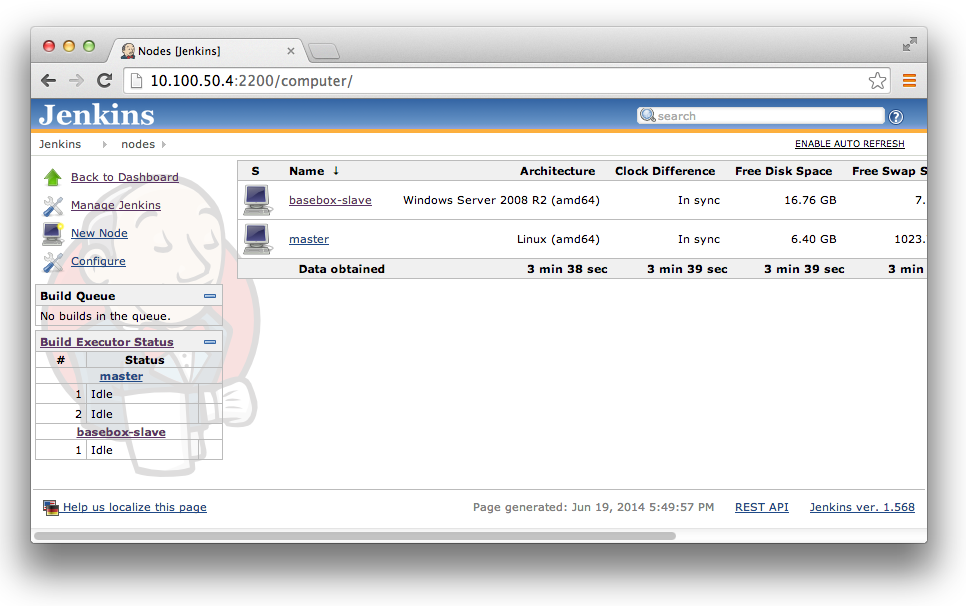 Nodes [Jenkins]
10.100.50.4:2200/computer/
Jenkins
search
?
Jenkins nodes
ENABLE AUTO REFRESH
Back to Dashboard
Manage Jenkins
New Node
Configure
Build Queue
No builds in the queue.
Build Executor Status
# Status
master
1 Idle
2 Idle
basebox-slave
1 Idle
S Name ↓ Architecture Clock Difference Free Disk Space Free Swap S
basebox-slave Windows Server 2008 R2 (amd64) In sync 16.76 GB 7.
master Linux (amd64) In sync 6.40 GB 1023.
Data obtained 3 min 38 sec 3 min 39 sec 3 min 39 sec 3 min
Help us localize this page
Page generated: Jun 19, 2014 5:49:57 PM REST API Jenkins ver. 1.568